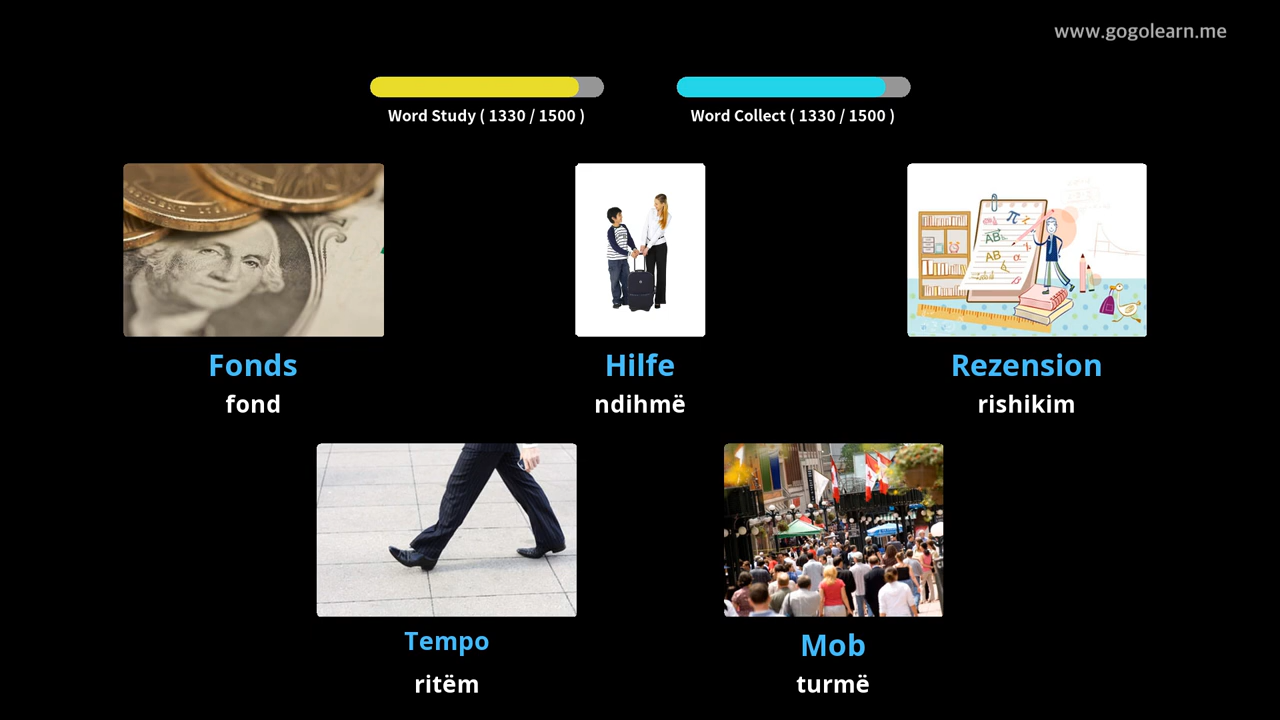 www.gogolearn.me
Word Study ( 1330 / 1500 )
Word Collect ( 1330 / 1500 )
Fonds
fond
Hilfe
ndihmë
Rezension
rishikim
Tempo
ritëm
Mob
turmë